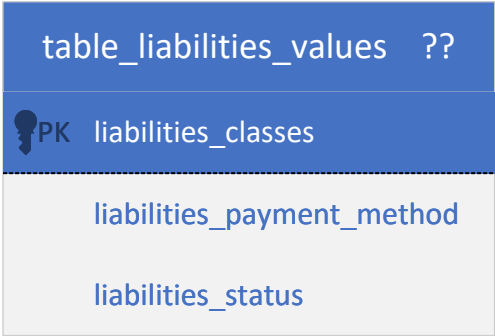 table_liabilities_values ??
PK liabilities_classes
liabilities_payment_method
liabilities_status